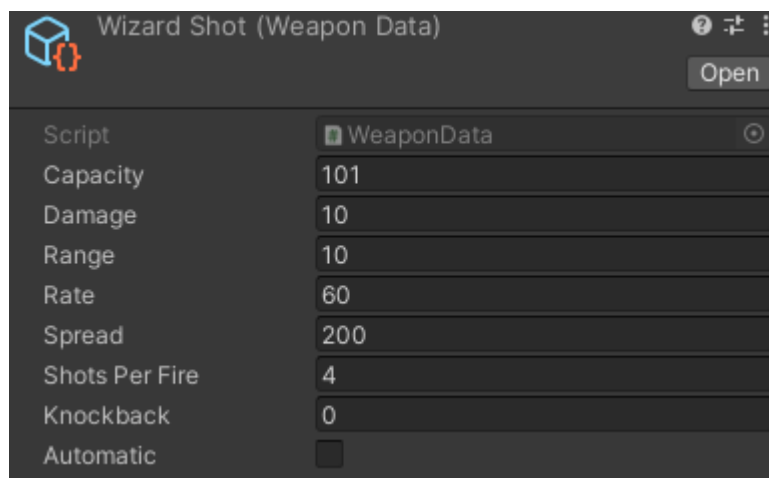 Wizard Shot (Weapon Data)
Open
Script WeaponData
Capacity 101
Damage 10
Range 10
Rate 60
Spread 200
Shots Per Fire 4
Knockback 0
Automatic